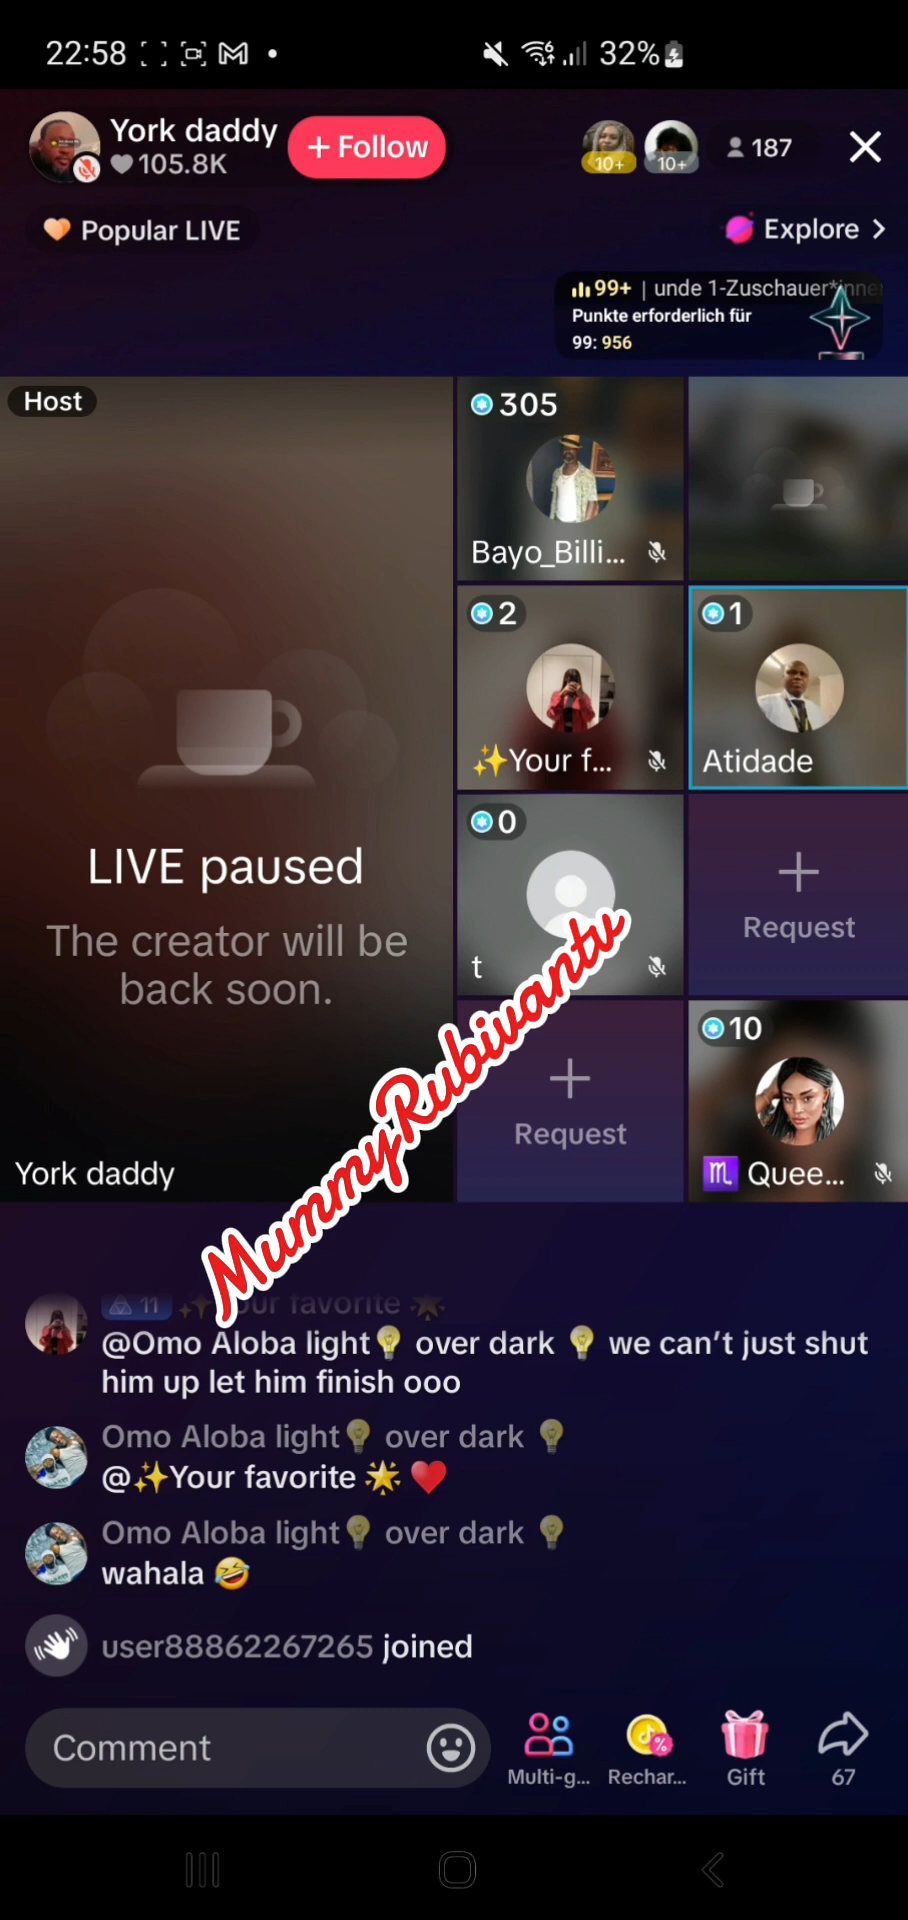 22:58
32%
York daddy
105.8K
+ Follow
10+
10+
187
Popular LIVE
Explore >
99+ | unde 1-Zuschauer*inne
Punkte erforderlich für
99: 956
Host
305
Bayo_Billi...
2
✨Your f...
1
Atidade
LIVE paused
The creator will be
back soon.
0
t
Request
Request
10
♏ Quee...
York daddy
MummyRubivantv
11 ✨Your favorite 🌟
@Omo Aloba light💡 over dark 💡 we can't just shut
him up let him finish ooo
Omo Aloba light💡 over dark 💡
@✨Your favorite 🌟 ❤️
Omo Aloba light💡 over dark 💡
wahala 🤣
user88862267265 joined
Comment
Multi-g...
Rechar...
Gift
67